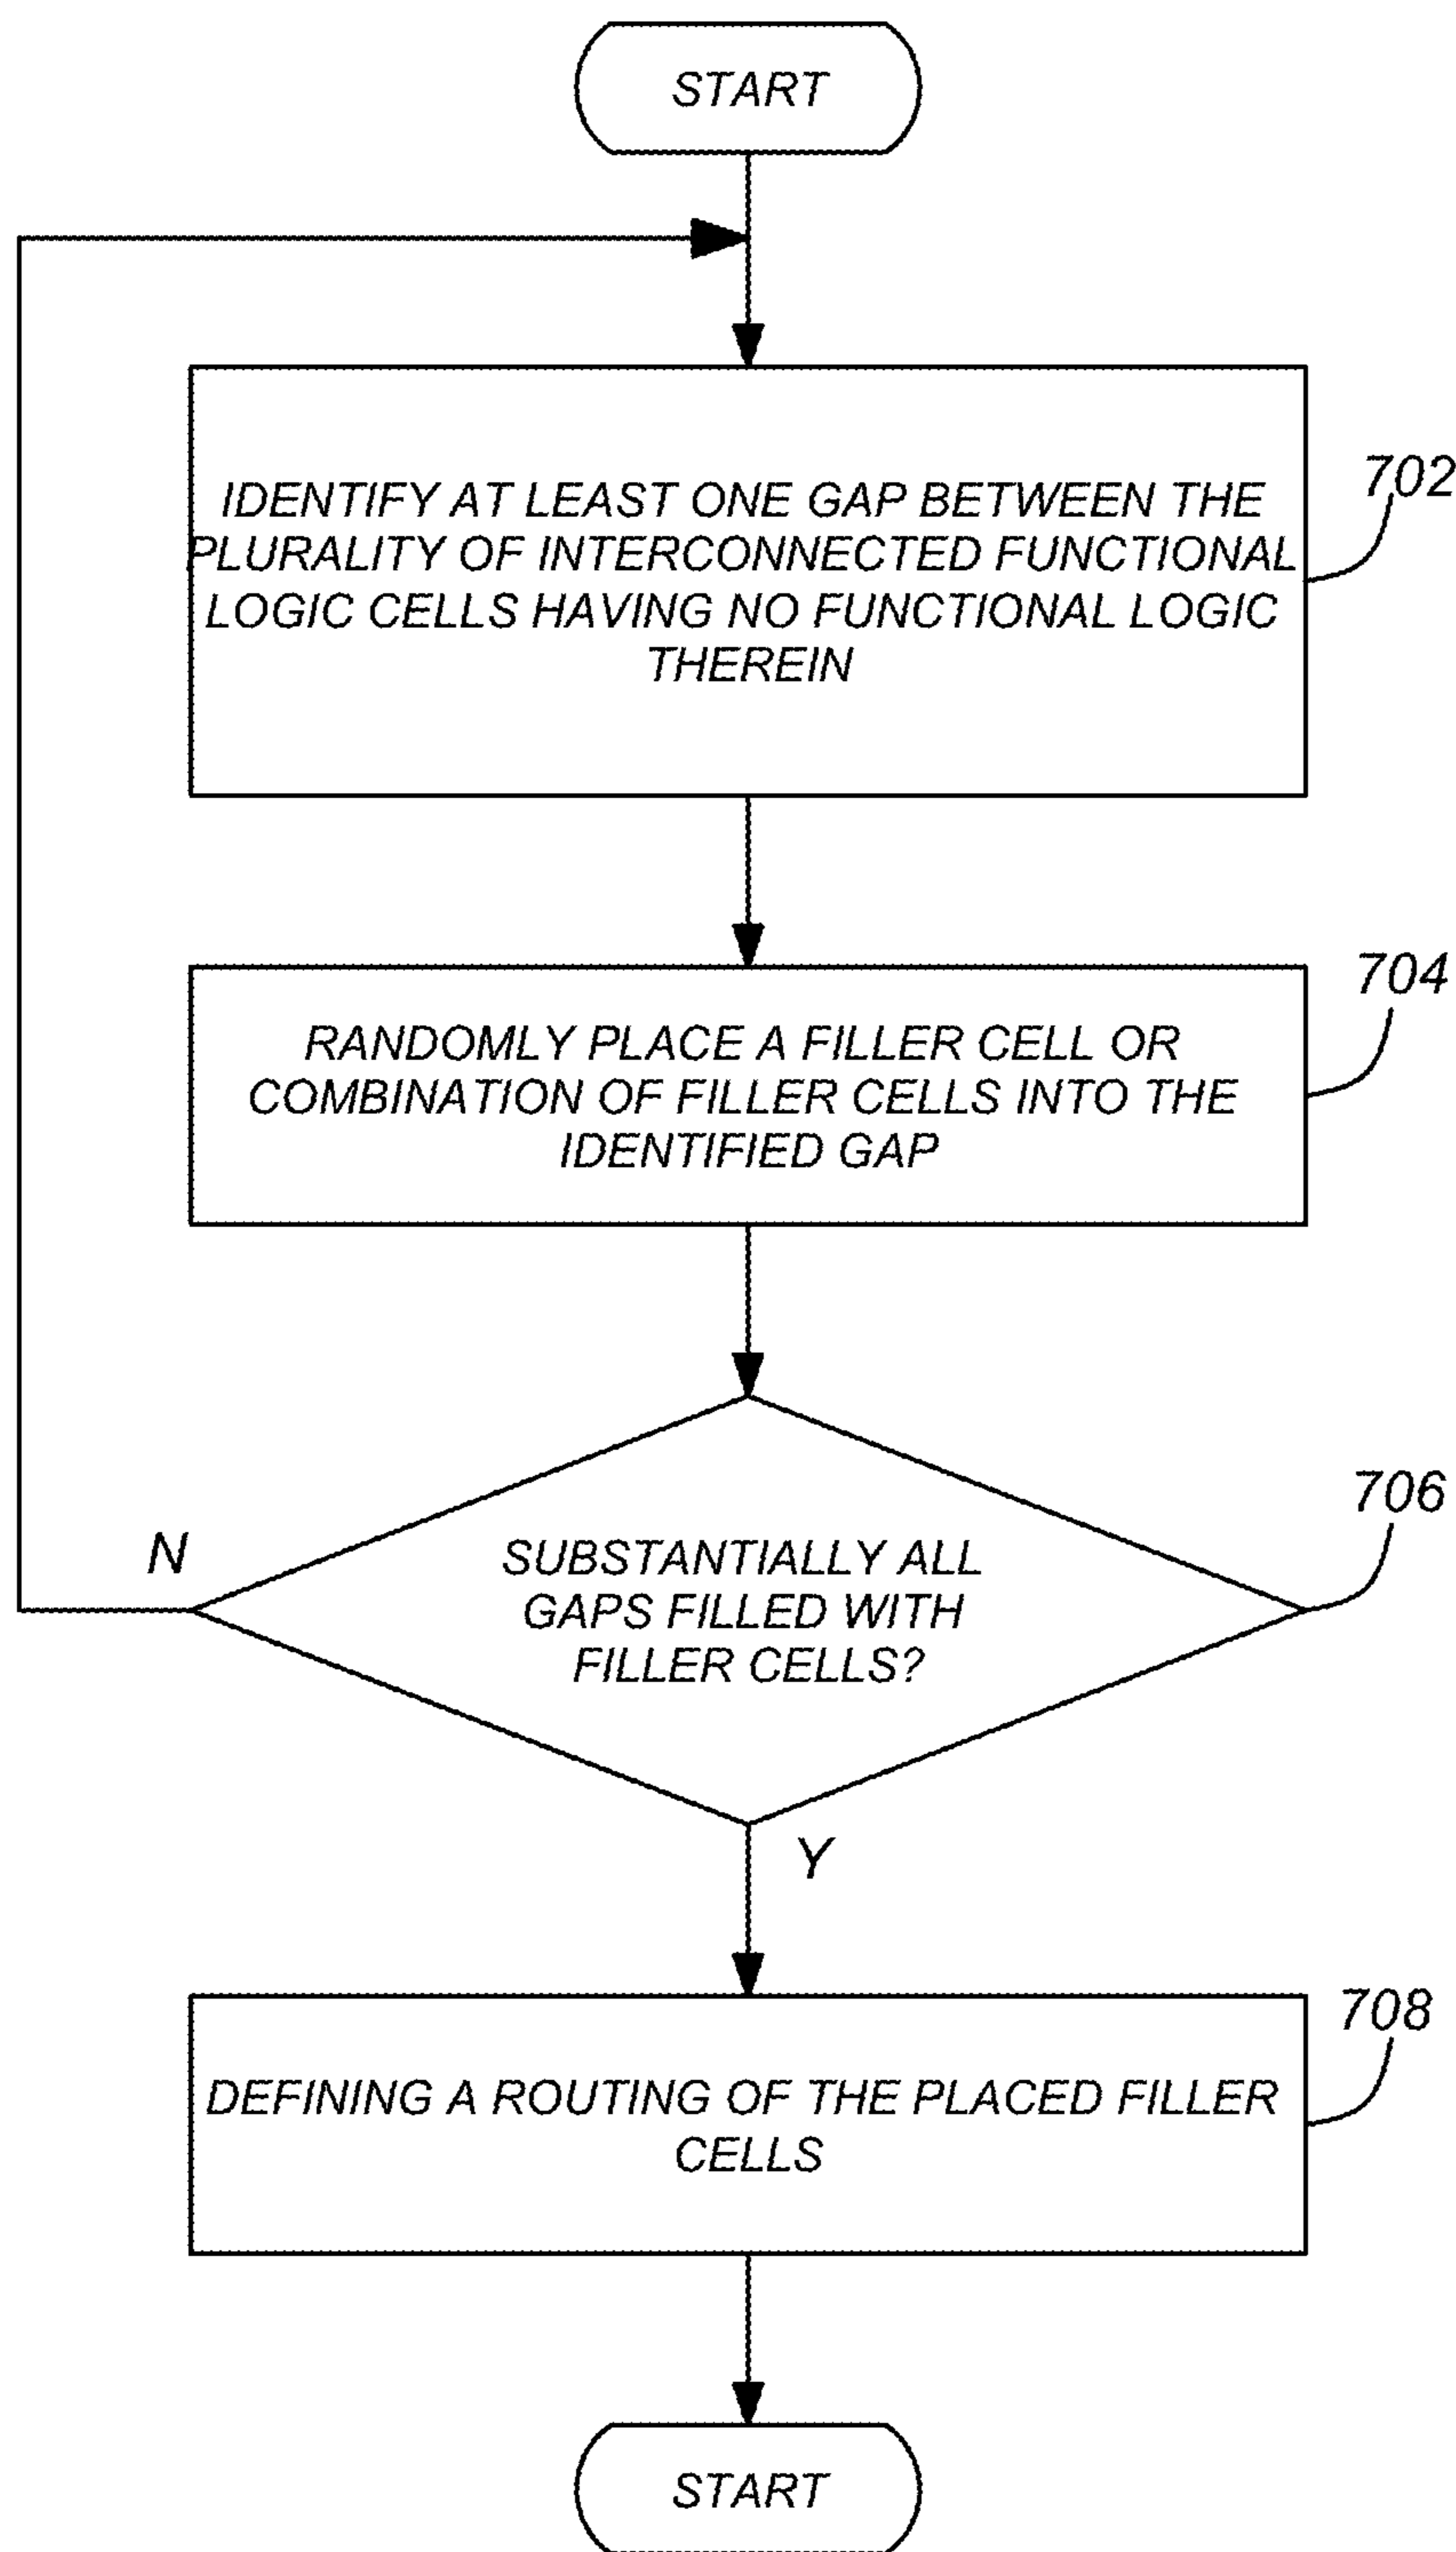 START
IDENTIFY AT LEAST ONE GAP BETWEEN THE
PLURALITY OF INTERCONNECTED FUNCTIONAL
LOGIC CELLS HAVING NO FUNCTIONAL LOGIC
THEREIN
702
RANDOMLY PLACE A FILLER CELL OR
COMBINATION OF FILLER CELLS INTO THE
IDENTIFIED GAP
704
SUBSTANTIALLY ALL
GAPS FILLED WITH
FILLER CELLS?
706
N
Y
DEFINING A ROUTING OF THE PLACED FILLER
CELLS
708
START